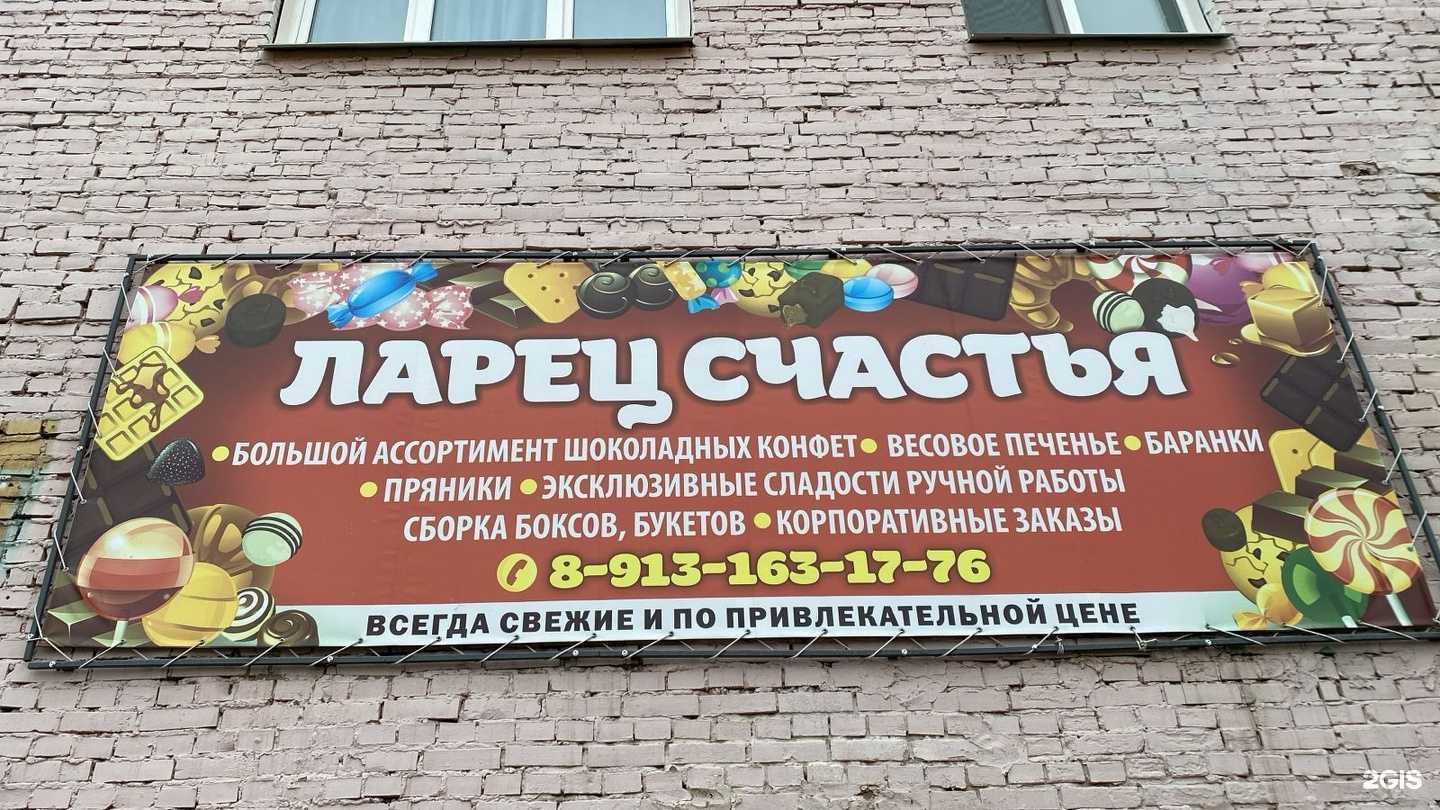 ЛАРЕЦ СЧАСТЬЯ
•БОЛЬШОЙ АССОРТИМЕНТ ШОКОЛАДНЫХ КОНФЕТ• ВЕСОВОЕ ПЕЧЕНЬЕ•БАРАНКИ
•ПРЯНИКИ •ЭКСКЛЮЗИВНЫЕ СЛАДОСТИ РУЧНОЙ РАБОТЫ
СБОРКА БОКСОВ, БУКЕТОВ •КОРПОРАТИВНЫЕ ЗАКАЗЫ
8-913-163-17-76
ВСЕГДА СВЕЖИЕ И ПО ПРИВЛЕКАТЕЛЬНОЙ ЦЕНЕ
2GIS